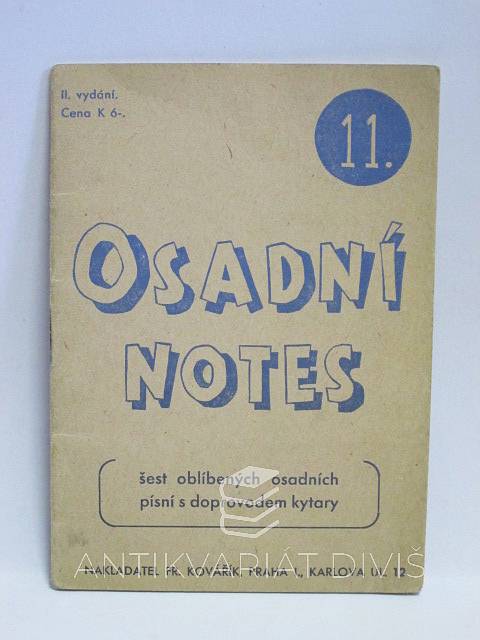 II. vydání.
Cena K 6-.
11.
OSADNÍ
NOTES
šest oblíbených osadních
písní s doprovodem kytary
ANTIKVARIÁT DIVIŠ
NAKLADATEL FR. KOVÁŘÍK, PRAHA I., KARLOVA UL. 12